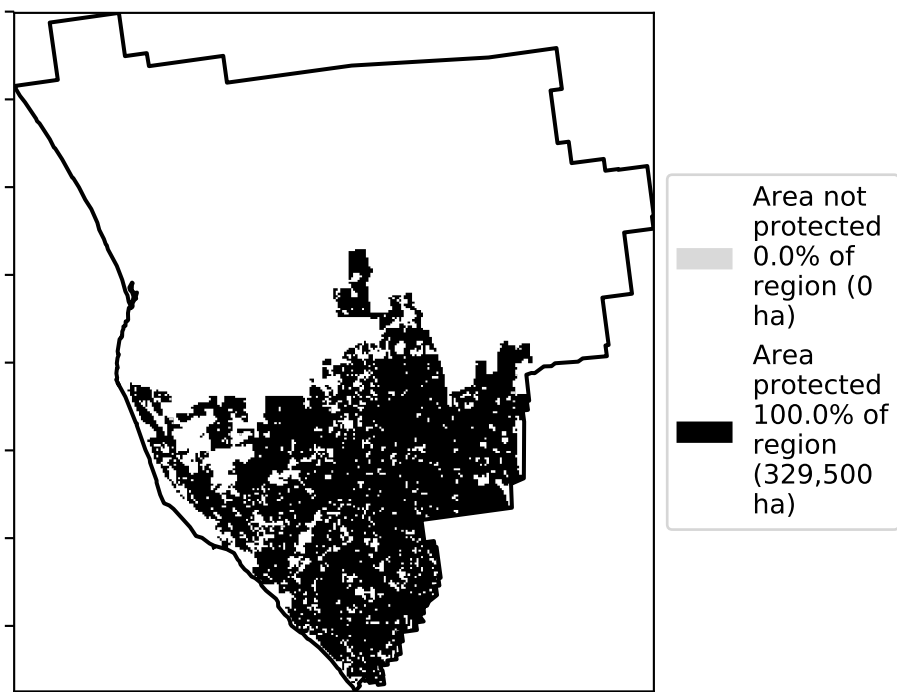 Area not
protected
0.0% of
region (0
ha)
Area
protected
100.0% of
region
(329,500
ha)